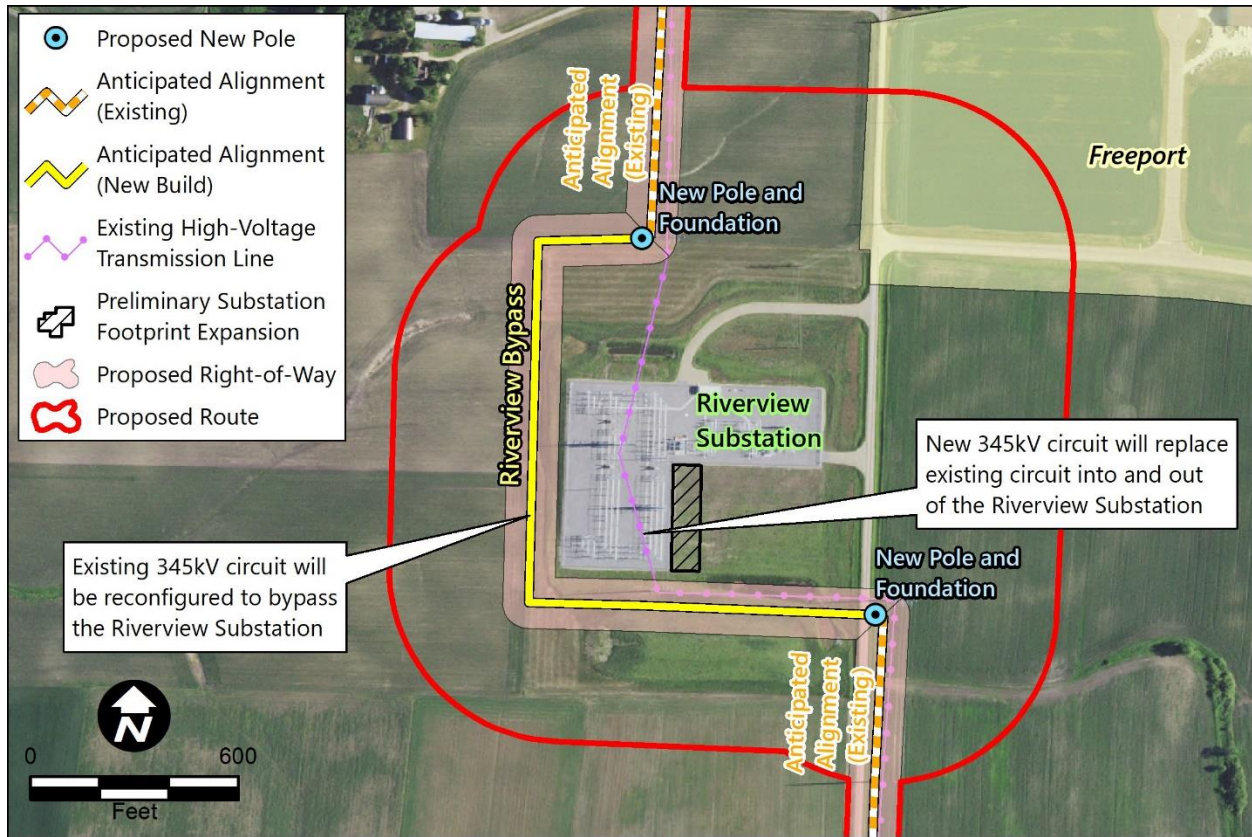 Proposed New Pole
Anticipated Alignment
(Existing)
Anticipated Alignment
(New Build)
Existing High-Voltage
Transmission Line
Preliminary Substation
Footprint Expansion
Proposed Right-of-Way
Proposed Route
Anticipated
Alignment
(Existing)
Freeport
New Pole and
Foundation
Riverview Bypass
Riverview
Substation
New 345kV circuit will replace
existing circuit into and out
of the Riverview Substation
Existing 345kV circuit will
be reconfigured to bypass
the Riverview Substation
New Pole and
Foundation
Anticipated
Alignment
(Existing)
N
0 600
Feet